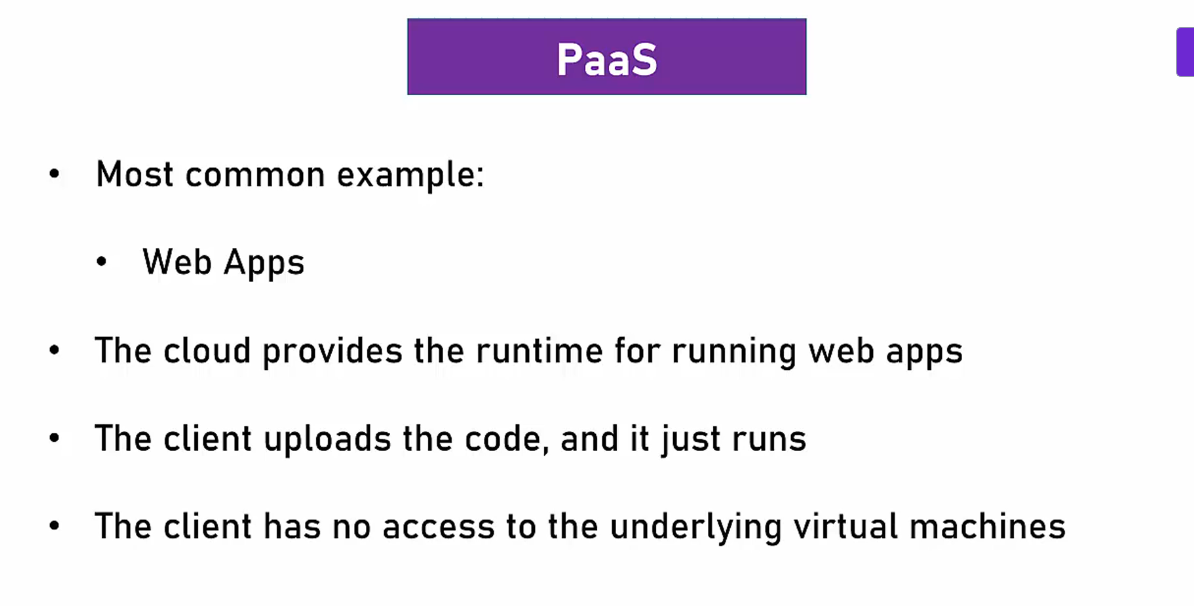 PaaS
• Most common example:
• Web Apps
• The cloud provides the runtime for running web apps
• The client uploads the code, and it just runs
• The client has no access to the underlying virtual machines